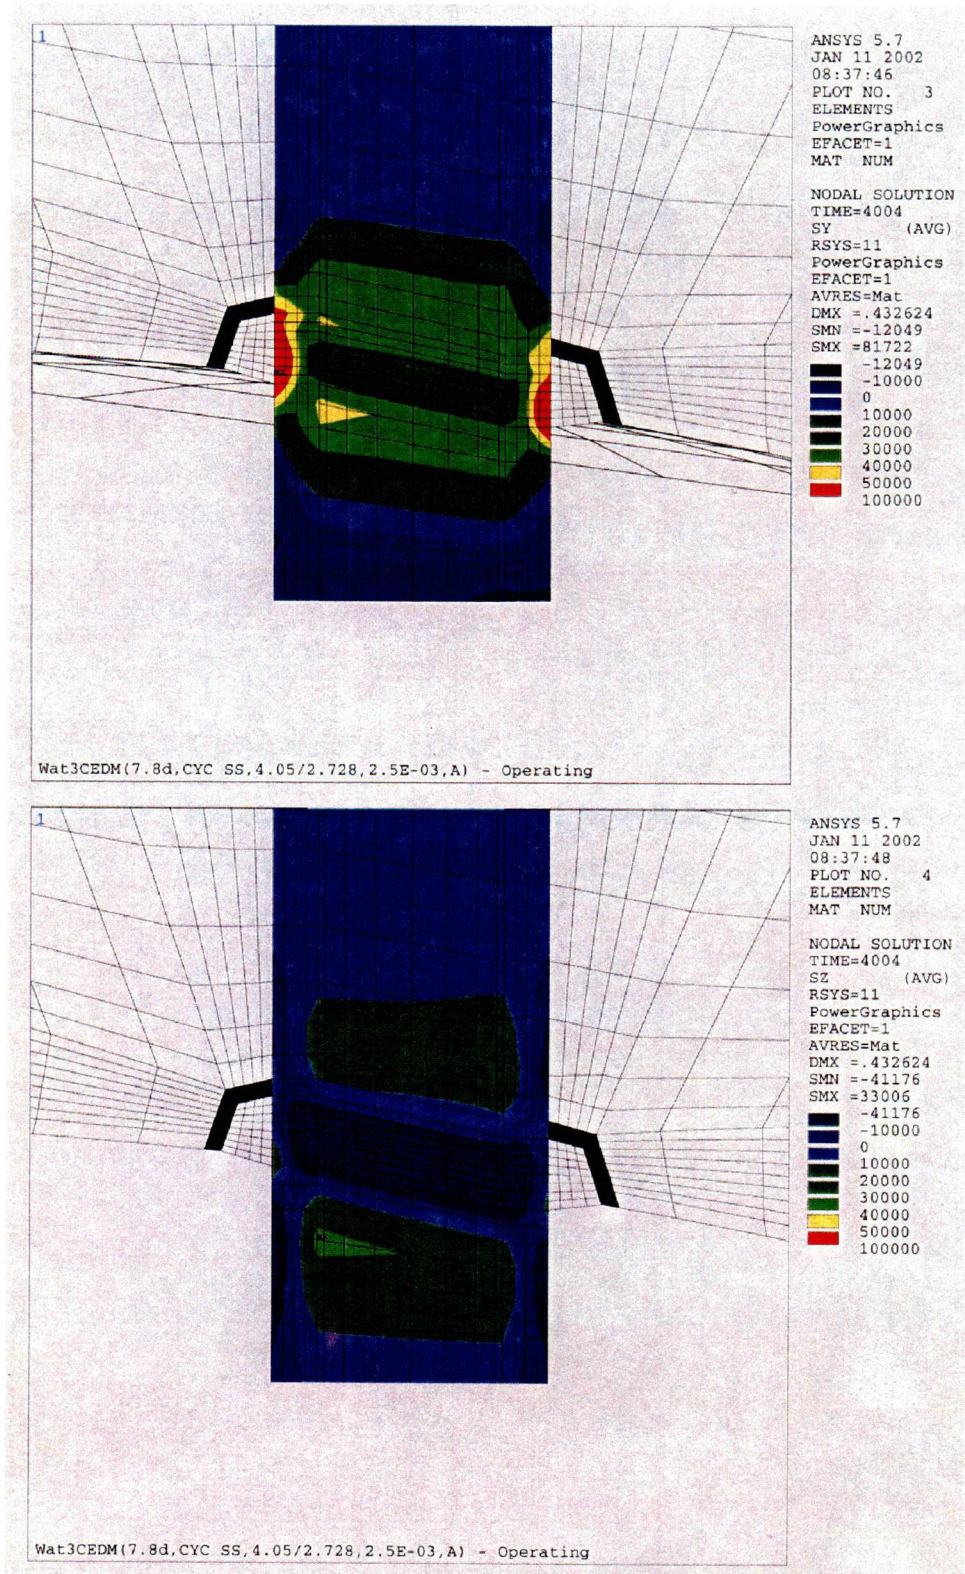 1
ANSYS 5.7
JAN 11 2002
08:37:46
PLOT NO. 3
ELEMENTS
PowerGraphics
EFACET=1
MAT NUM
NODAL SOLUTION
TIME=4004
SY (AVG)
RSYS=11
PowerGraphics
EFACET=1
AVRES=Mat
DMX =.432624
SMN =-12049
SMX =81722
-12049
-10000
0
10000
20000
30000
40000
50000
100000
Wat3CEDM(7.8d,CYC SS,4.05/2.728,2.5E-03,A) - Operating
1
ANSYS 5.7
JAN 11 2002
08:37:48
PLOT NO. 4
ELEMENTS
MAT NUM
NODAL SOLUTION
TIME=4004
SZ (AVG)
RSYS=11
PowerGraphics
EFACET=1
AVRES=Mat
DMX =.432624
SMN =-41176
SMX =33006
-41176
-10000
0
10000
20000
30000
40000
50000
100000
Wat3CEDM(7.8d,CYC SS,4.05/2.728,2.5E-03,A) - Operating